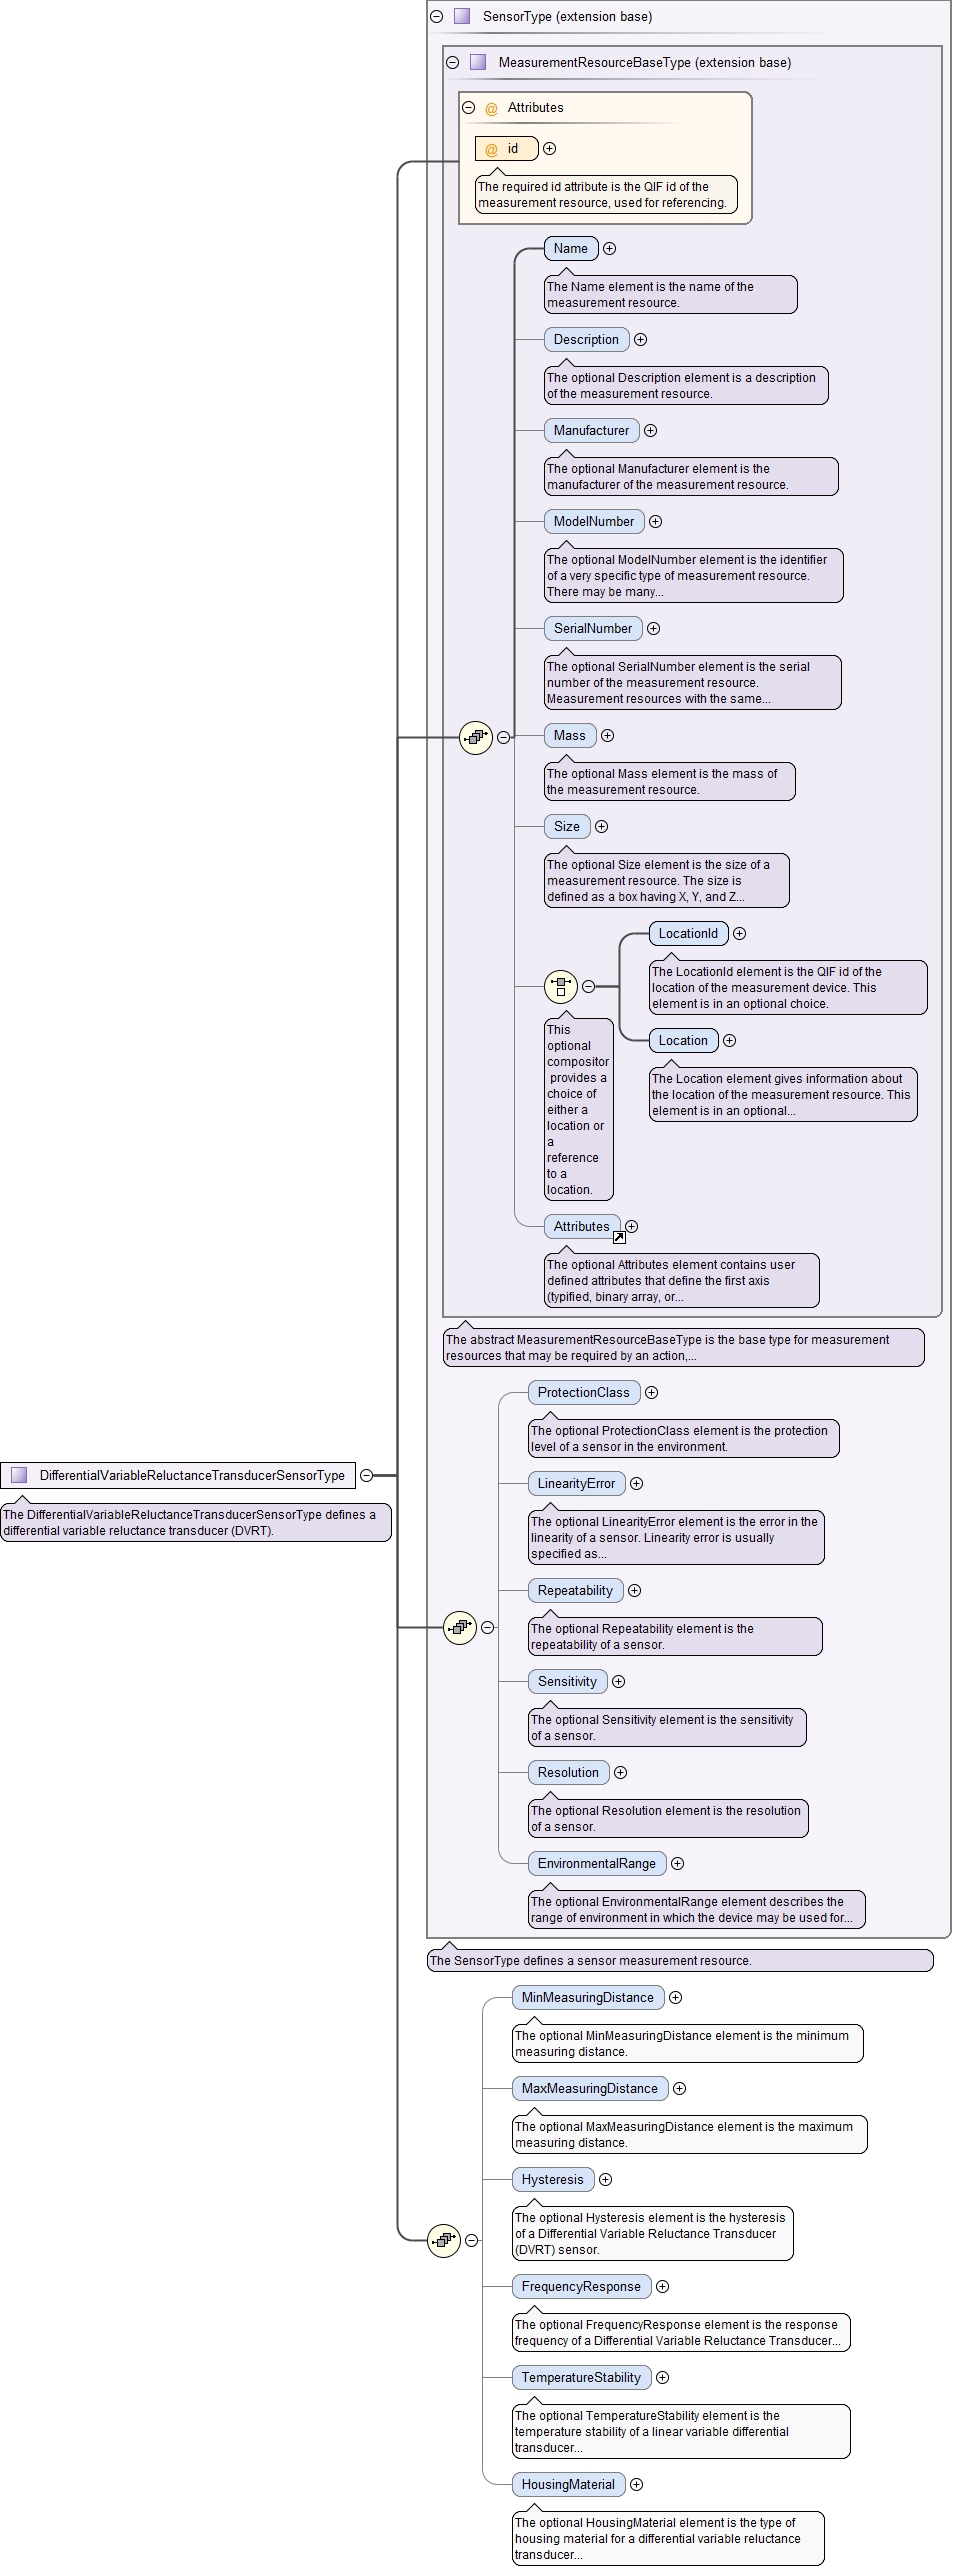 SensorType (extension base)
MeasurementResourceBaseType (extension base)
@ Attributes
@ id
The required id attribute is the QIF id of the
measurement resource, used for referencing.
Name
The Name element is the name of the
measurement resource.
Description
The optional Description element is a description
of the measurement resource.
Manufacturer
The optional Manufacturer element is the
manufacturer of the measurement resource.
ModelNumber
The optional ModelNumber element is the identifier
of a very specific type of measurement resource.
There may be many...
SerialNumber
The optional SerialNumber element is the serial
number of the measurement resource.
Measurement resources with the same...
Mass
The optional Mass element is the mass of
the measurement resource.
Size
The optional Size element is the size of a
measurement resource. The size is
defined as a box having X, Y, and Z...
LocationId
The LocationId element is the QIF id of the
location of the measurement device. This
element is in an optional choice.
This
optional
compositor
provides a
choice of
either a
location or
a
reference
to a
location.
Location
The Location element gives information about
the location of the measurement resource. This
element is in an optional...
Attributes
The optional Attributes element contains user
defined attributes that define the first axis
(typified, binary array, or...
The abstract MeasurementResourceBaseType is the base type for measurement
resources that may be required by an action,...
ProtectionClass
The optional ProtectionClass element is the protection
level of a sensor in the environment.
DifferentialVariableReluctanceTransducerSensorType
The DifferentialVariableReluctanceTransducerSensorType defines a
differential variable reluctance transducer (DVRT).
LinearityError
The optional LinearityError element is the error in the
linearity of a sensor. Linearity error is usually
specified as...
Repeatability
The optional Repeatability element is the
repeatability of a sensor.
Sensitivity
The optional Sensitivity element is the sensitivity
of a sensor.
Resolution
The optional Resolution element is the resolution
of a sensor.
EnvironmentalRange
The optional EnvironmentalRange element describes the
range of environment in which the device may be used for...
The SensorType defines a sensor measurement resource.
MinMeasuringDistance
The optional MinMeasuringDistance element is the minimum
measuring distance.
MaxMeasuringDistance
The optional MaxMeasuringDistance element is the maximum
measuring distance.
Hysteresis
The optional Hysteresis element is the hysteresis
of a Differential Variable Reluctance Transducer
(DVRT) sensor.
FrequencyResponse
The optional FrequencyResponse element is the response
frequency of a Differential Variable Reluctance Transducer...
TemperatureStability
The optional TemperatureStability element is the
temperature stability of a linear variable differential
transducer...
HousingMaterial
The optional HousingMaterial element is the type of
housing material for a differential variable reluctance
transducer...